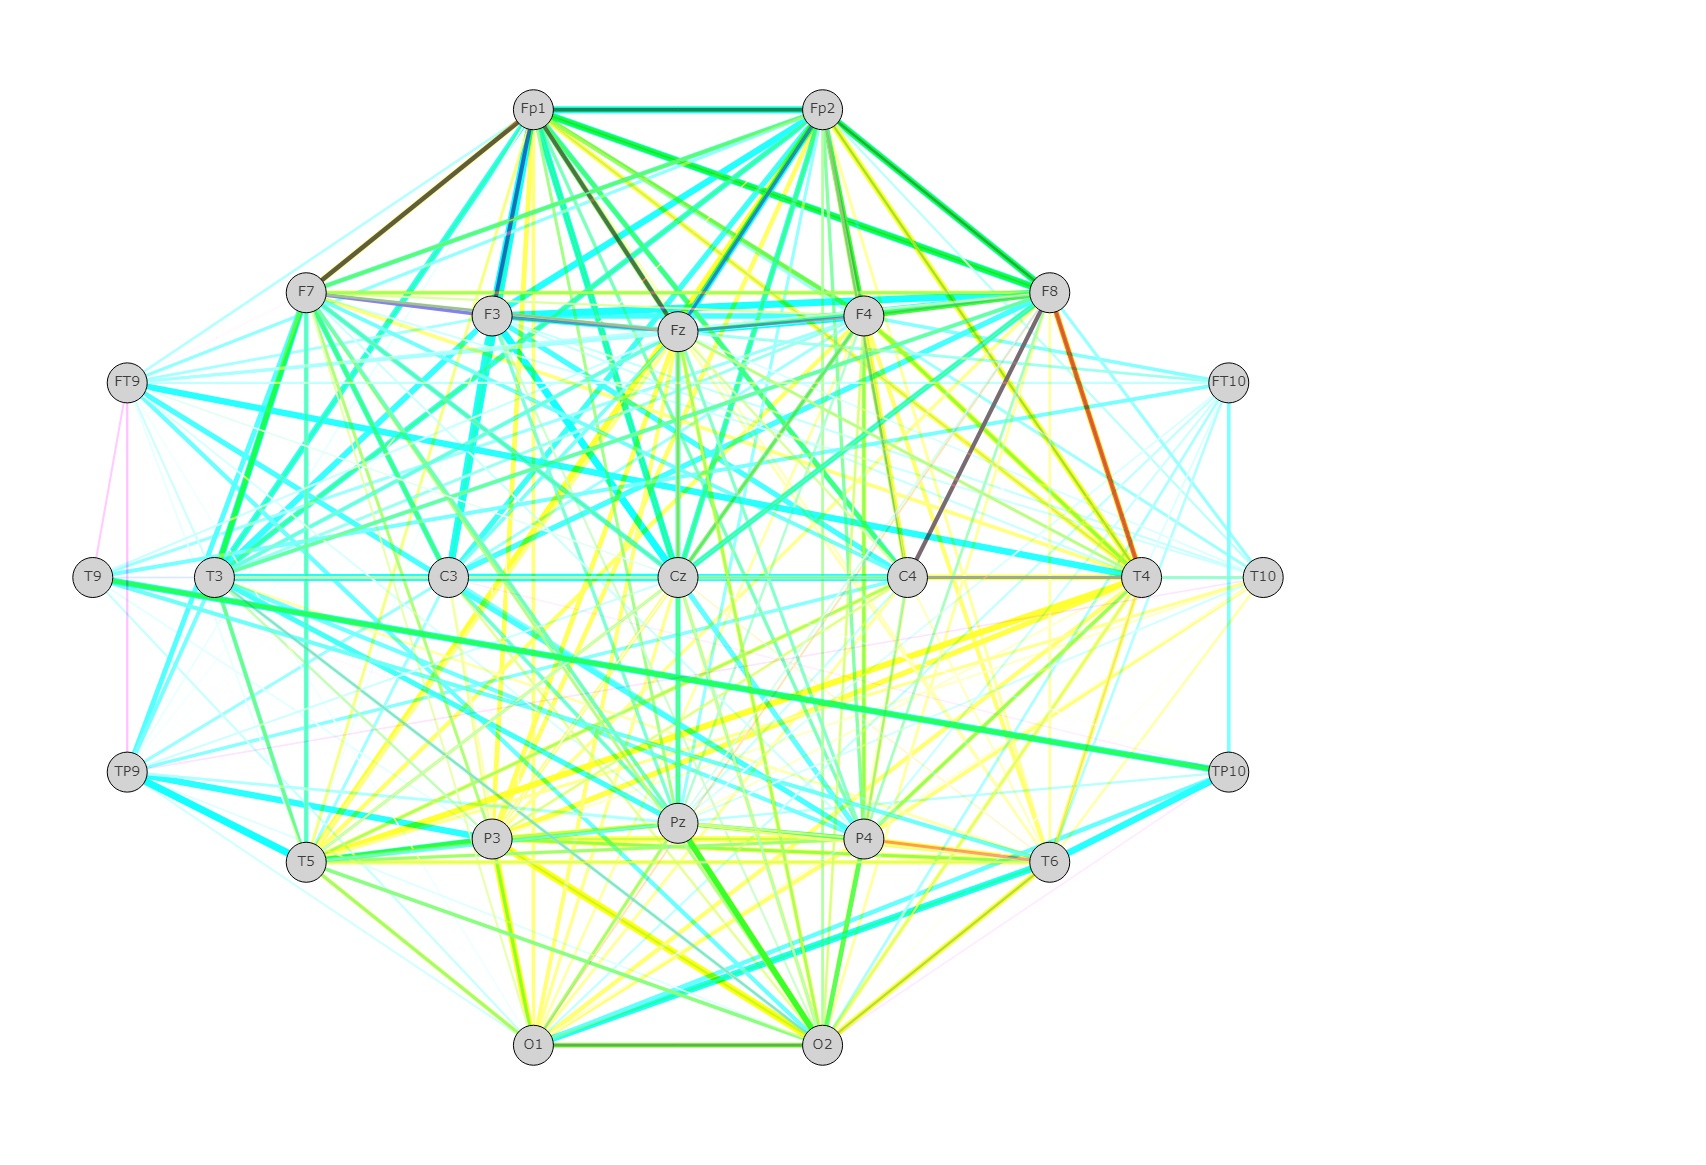 Fp1 Fp2
F7 F3 Fz F4 F8
FT9 FT10
T9 T3 C3 Cz C4 T4 T10
TP9 TP10
T5 P3 Pz P4 T6
O1 O2